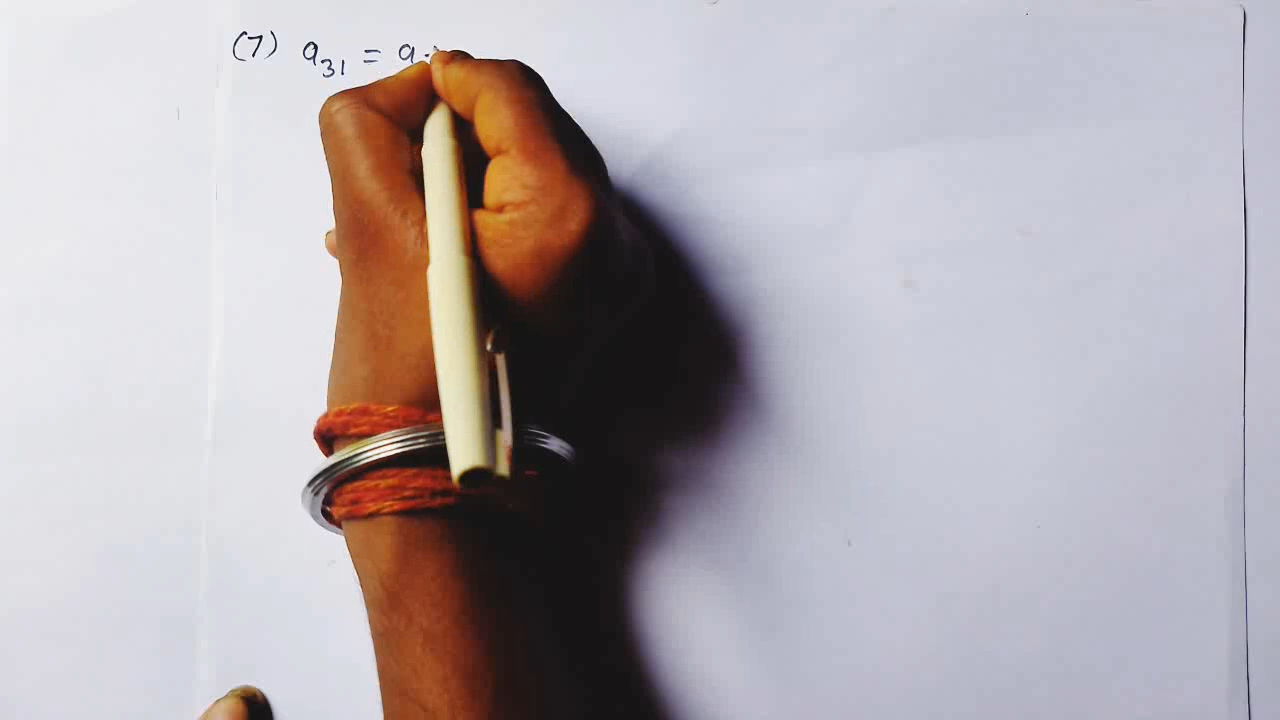 (7) a₃₁ = a